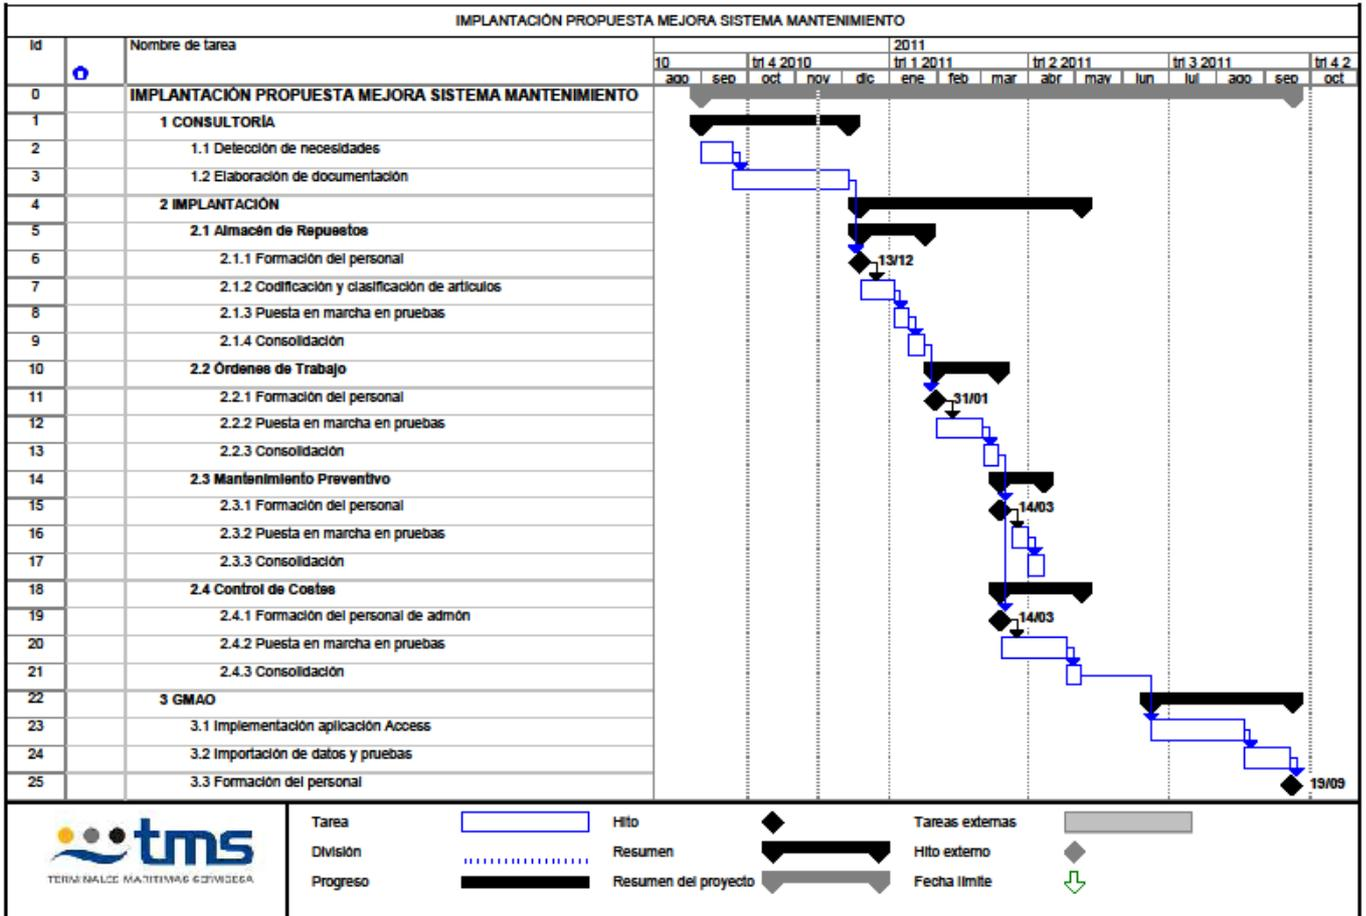 IMPLANTACIÓN PROPUESTA MEJORA SISTEMA MANTENIMIENTO
Id Nombre de tarea 2011
10 tri 4 2010 tri 1 2011 tri 2 2011 tri 3 2011 tri 4 2
ago sep oct nov dic ene feb mar abr may jun jul ago sep oct
0 IMPLANTACIÓN PROPUESTA MEJORA SISTEMA MANTENIMIENTO
1 1 CONSULTORÍA
2 1.1 Detección de necesidades
3 1.2 Elaboración de documentación
4 2 IMPLANTACIÓN
5 2.1 Almacén de Repuestos
6 2.1.1 Formación del personal 13/12
7 2.1.2 Codificación y clasificación de artículos
8 2.1.3 Puesta en marcha en pruebas
9 2.1.4 Consolidación
10 2.2 Órdenes de Trabajo
11 2.2.1 Formación del personal 31/01
12 2.2.2 Puesta en marcha en pruebas
13 2.2.3 Consolidación
14 2.3 Mantenimiento Preventivo
15 2.3.1 Formación del personal 14/03
16 2.3.2 Puesta en marcha en pruebas
17 2.3.3 Consolidación
18 2.4 Control de Costes
19 2.4.1 Formación del personal de admón 14/03
20 2.4.2 Puesta en marcha en pruebas
21 2.4.3 Consolidación
22 3 GMAO
23 3.1 Implementación aplicación Access
24 3.2 Importación de datos y pruebas
25 3.3 Formación del personal 19/09
tms
TERMINALES MARITIMAS SERVICESA
Tarea Hito Tareas externas
División Resumen Hito externo
Progreso Resumen del proyecto Fecha límite